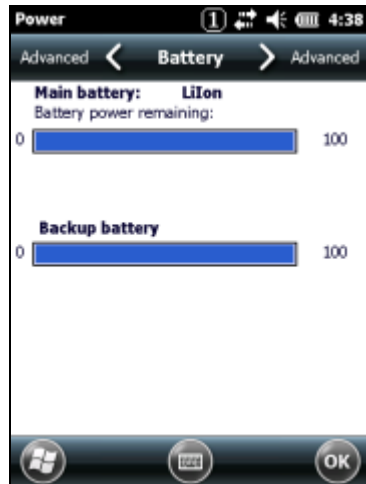 Power 1 4:38
Advanced Battery Advanced
Main battery: LiIon
Battery power remaining:
0 100
Backup battery
0 100
OK